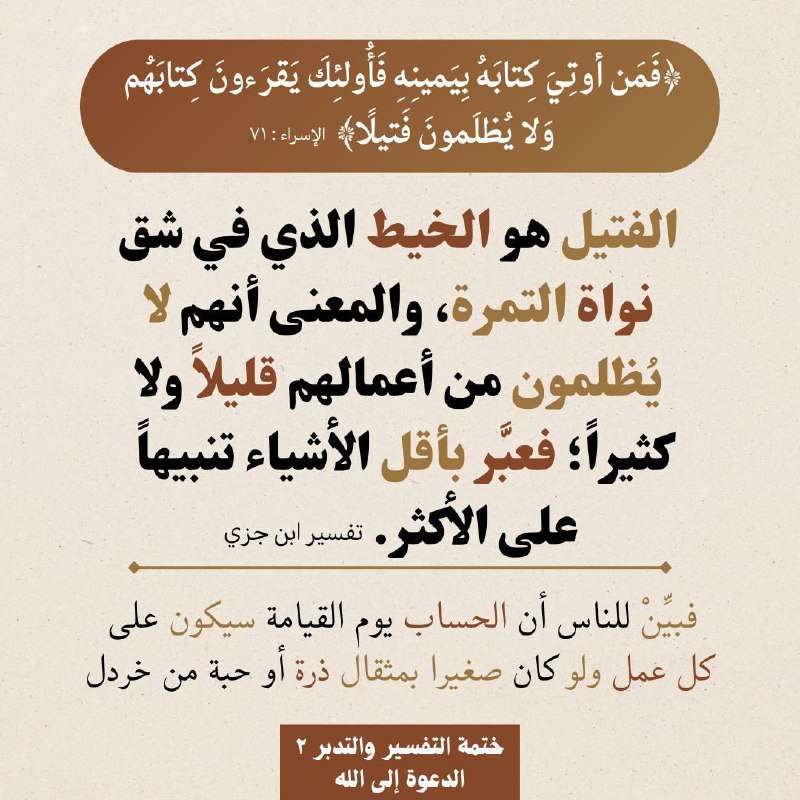 ﴿فَمَن أوتِيَ كِتابَهُ بِيَمينِهِ فَأُولئِكَ يَقرَءونَ كِتابَهُم
وَلا يُظلَمونَ فَتيلًا﴾ الإسراء: ٧١
الفتيل هو الخيط الذي في شق
نواة التمرة، والمعنى أنهم لا
يُظلمون من أعمالهم قليلاً ولا
كثيراً؛ فعبَّر بأقل الأشياء تنبيهاً
على الأكثر. تفسير ابن جزي
فبيِّنْ للناس أن الحساب يوم القيامة سيكون على
كل عمل ولو كان صغيرا بمثقال ذرة أو حبة من خردل
ختمة التفسير والتدبر ٢
الدعوة إلى الله